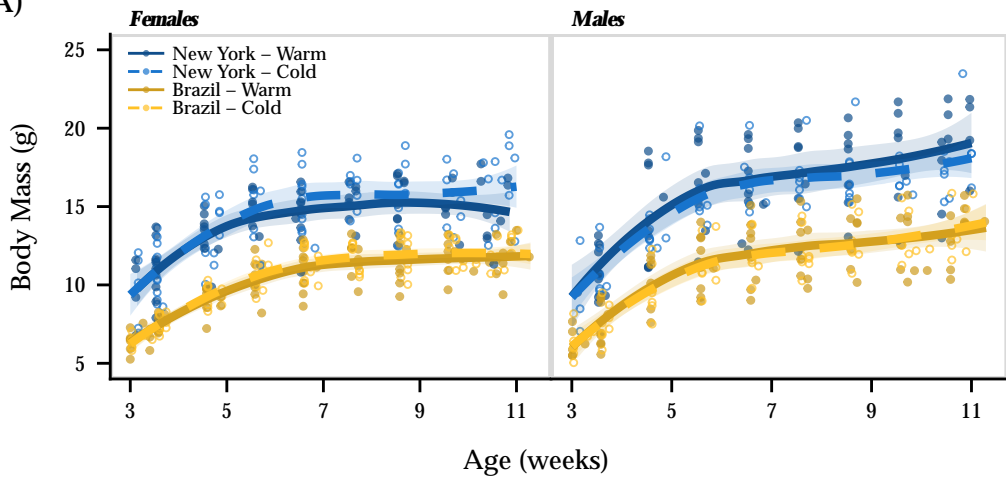 A)
Females
Males
New York – Warm
New York – Cold
Brazil – Warm
Brazil – Cold
Body Mass (g)
25
20
15
10
5
3 5 7 9 11
3 5 7 9 11
Age (weeks)